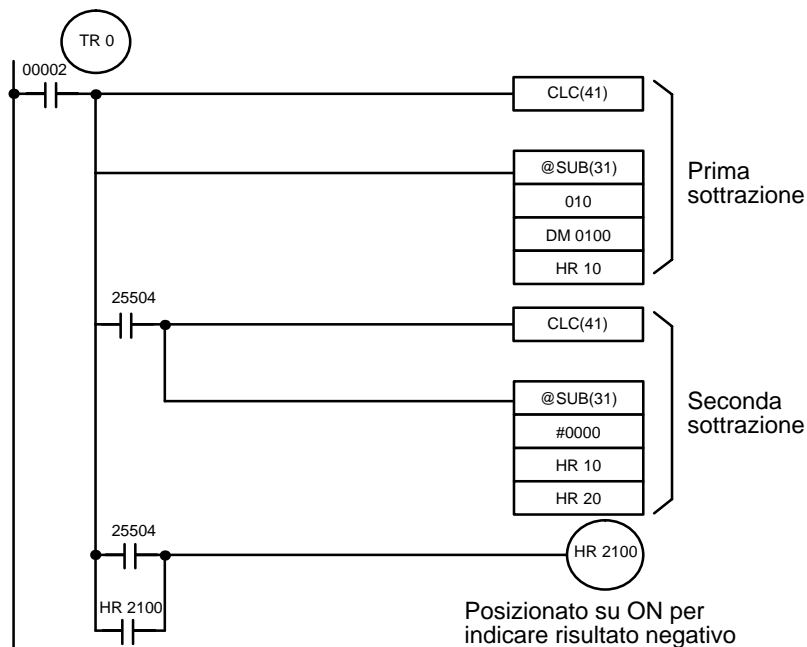 TR 0
00002
CLC(41)
@SUB(31)
010
DM 0100
HR 10
Prima
sottrazione
25504
CLC(41)
@SUB(31)
#0000
HR 10
HR 20
Seconda
sottrazione
25504
HR 2100
HR 2100
Posizionato su ON per
indicare risultato negativo